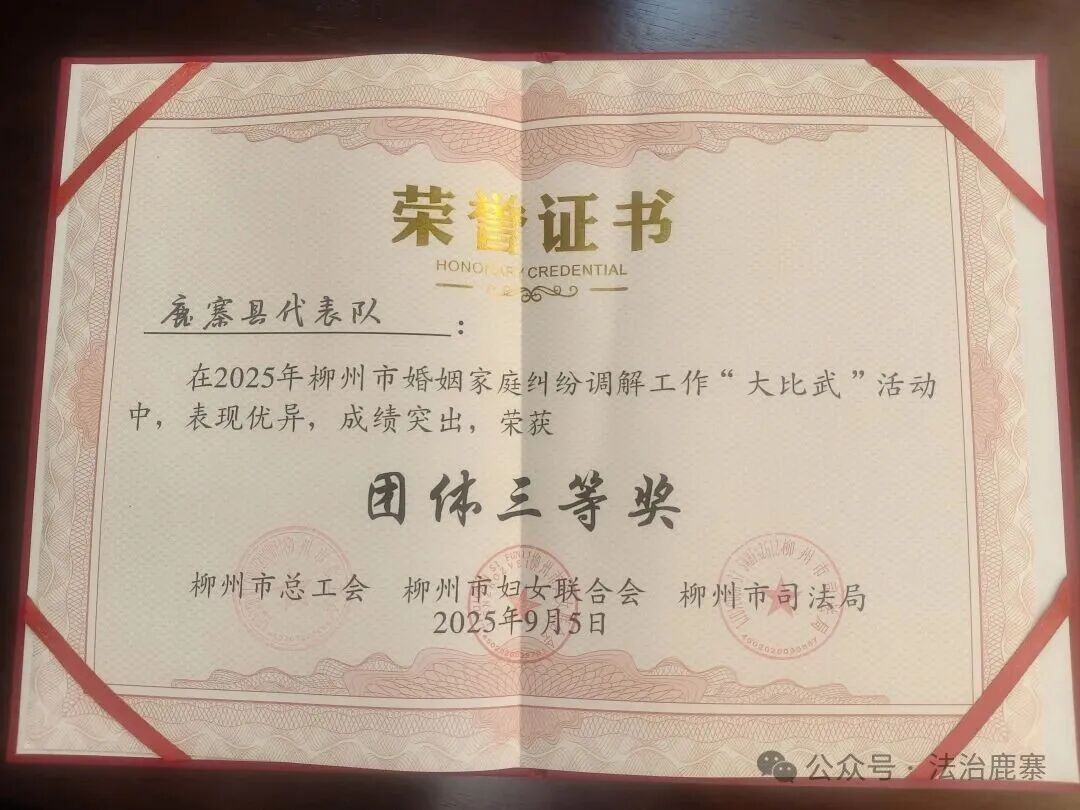 荣誉证书
HONORARY CREDENTIAL
鹿寨县代表队：
在2025年柳州市婚姻家庭纠纷调解工作“大比武”活动
中，表现优异，成绩突出，荣获
团体三等奖
柳州市总工会 柳州市妇女联合会 柳州市司法局
2025年9月5日
公众号·法治鹿寨